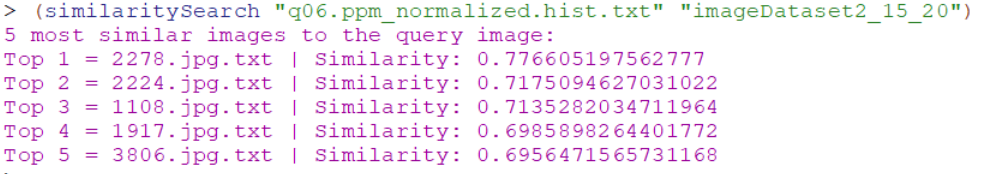 > (similaritySearch "q06.ppm_normalized.hist.txt" "imageDataset2_15_20")
5 most similar images to the query image:
Top 1 = 2278.jpg.txt | Similarity: 0.776605197562777
Top 2 = 2224.jpg.txt | Similarity: 0.7175094627031022
Top 3 = 1108.jpg.txt | Similarity: 0.7135282034711964
Top 4 = 1917.jpg.txt | Similarity: 0.6985898264401772
Top 5 = 3806.jpg.txt | Similarity: 0.6956471565731168